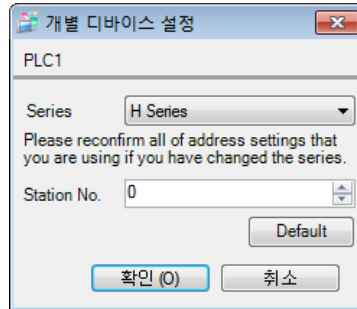 개별 디바이스 설정
PLC1
Series H Series
Please reconfirm all of address settings that
you are using if you have changed the series.
Station No. 0
Default
확인 (O) 취소